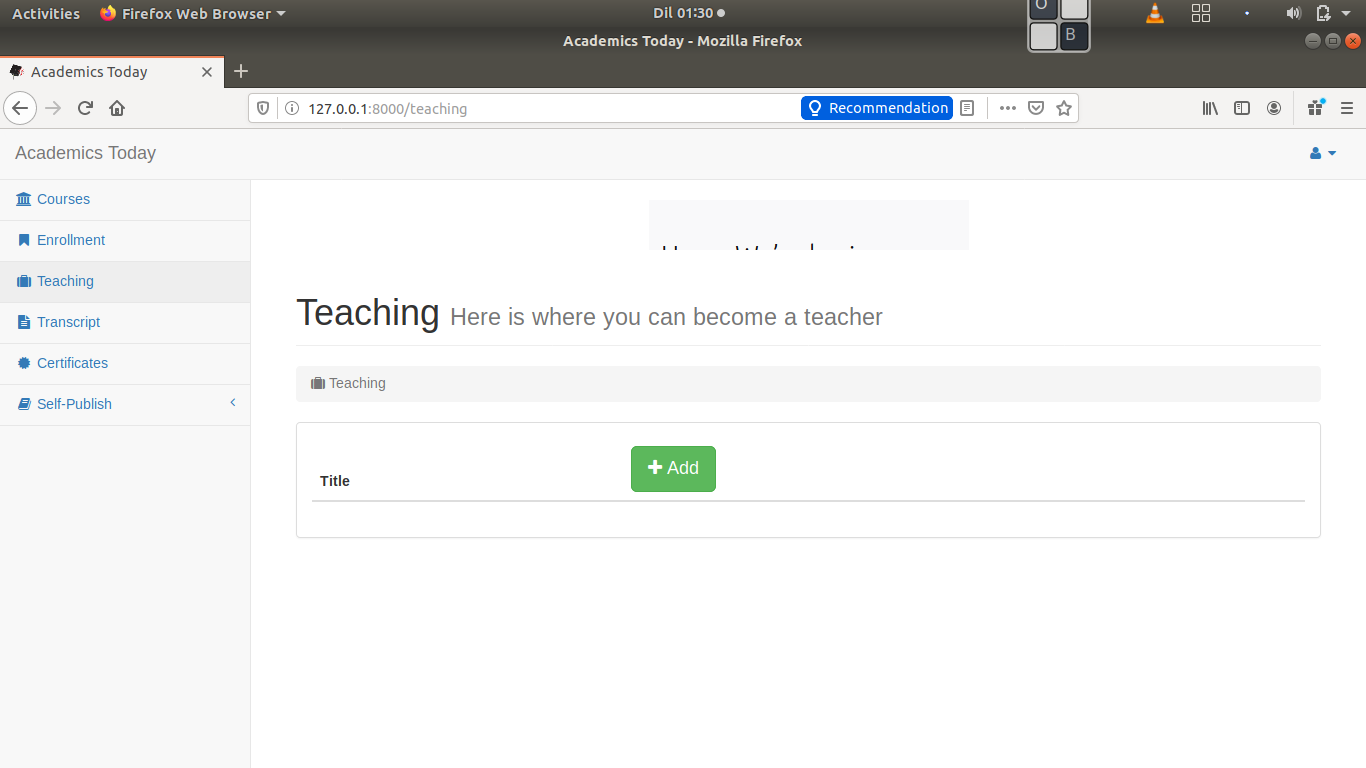 Activities Firefox Web Browser Dil 01:30
O
B
Academics Today - Mozilla Firefox
Academics Today
127.0.0.1:8000/teaching Recommendation
Academics Today
Courses
Enrollment
Teaching
Transcript
Certificates
Self-Publish
Teaching Here is where you can become a teacher
Teaching
Title
Add